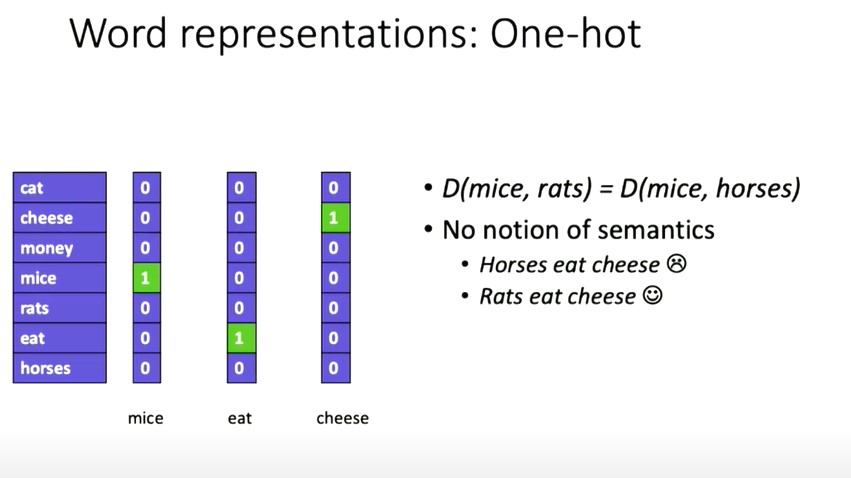 Word representations: One-hot
cat 0 0 0
cheese 0 0 1
money 0 0 0
mice 1 0 0
rats 0 0 0
eat 0 1 0
horses 0 0 0
mice eat cheese
• D(mice, rats) = D(mice, horses)
• No notion of semantics
• Horses eat cheese ☹
• Rats eat cheese ☺